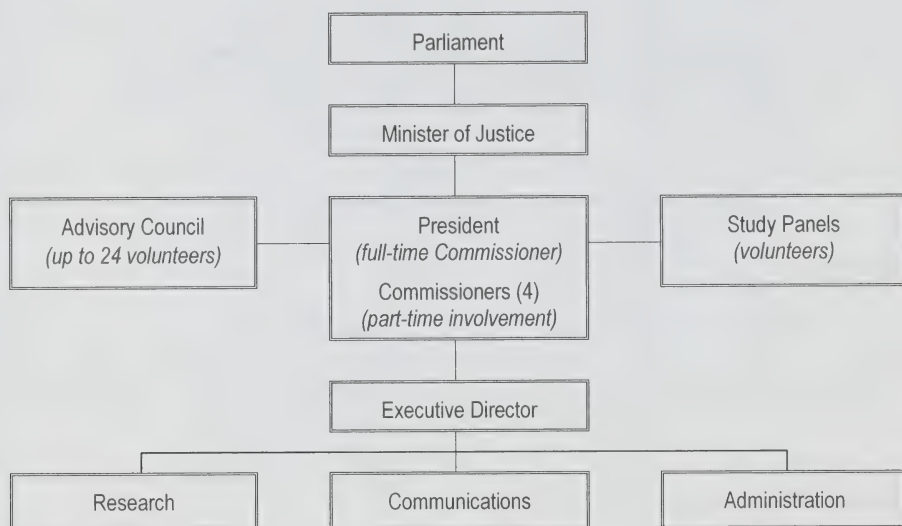 Parliament
Minister of Justice
Advisory Council
(up to 24 volunteers)
President
(full-time Commissioner)
Commissioners (4)
(part-time involvement)
Study Panels
(volunteers)
Executive Director
Research
Communications
Administration